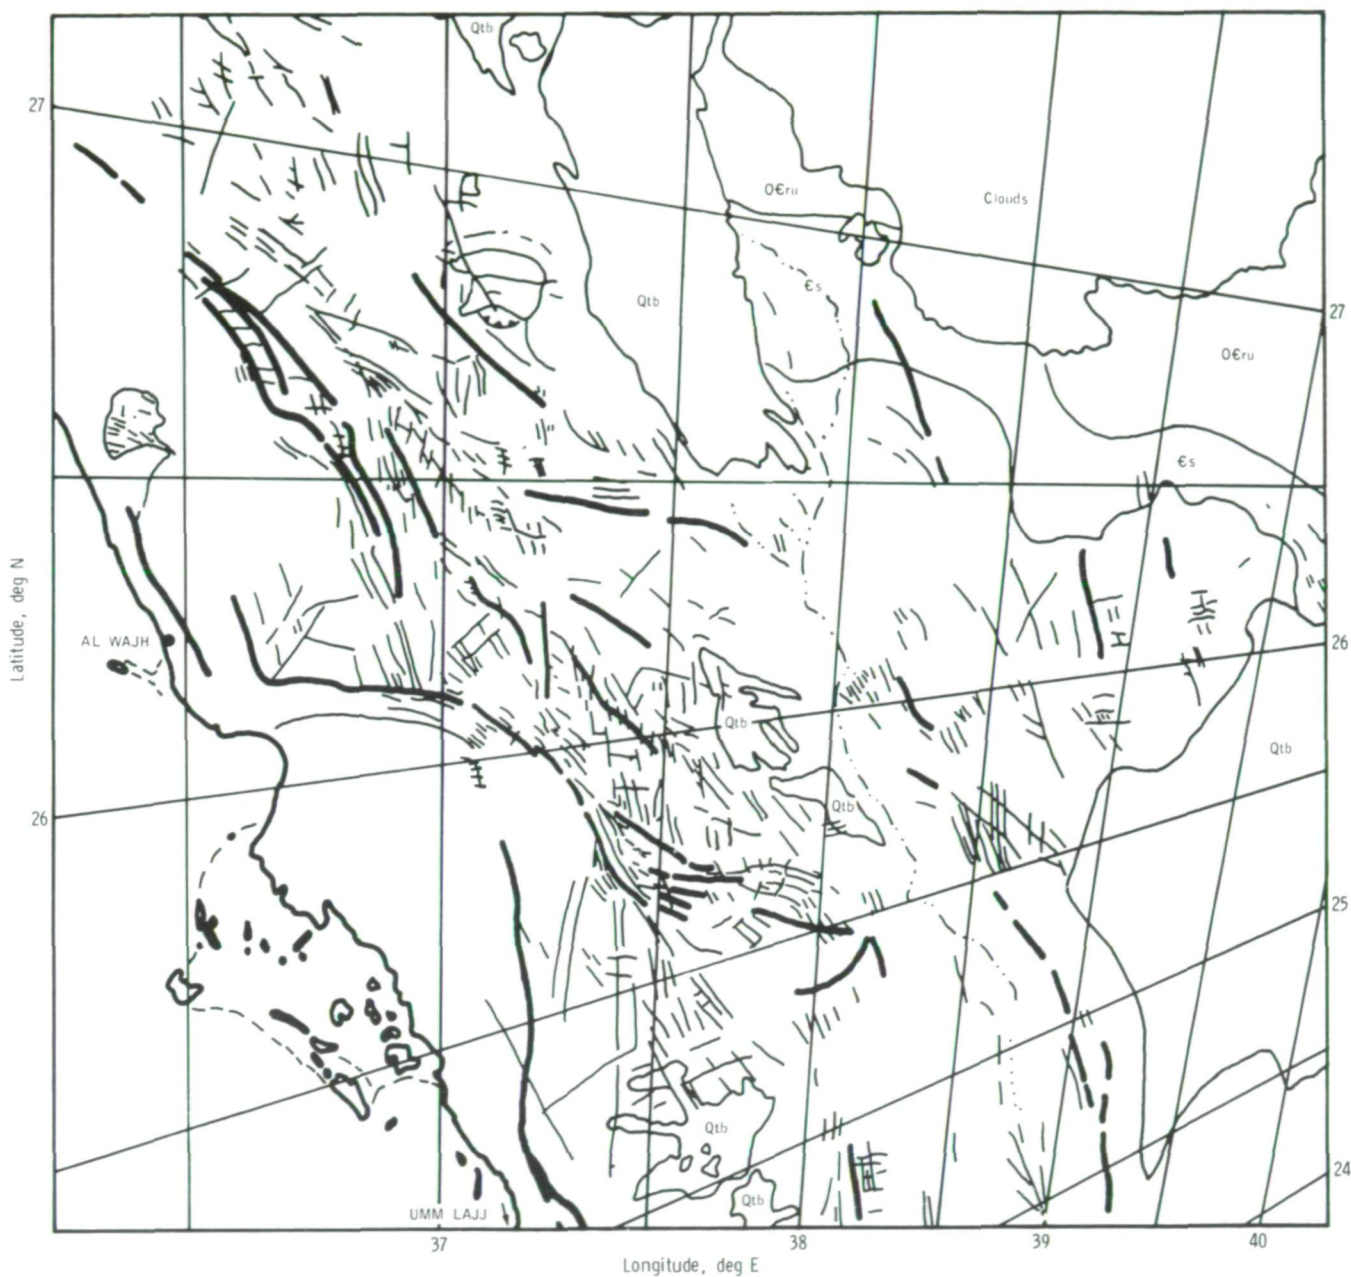 Qtb
27
O€ru
Clouds
€s
Qtb
27
O€ru
€s
Latitude, deg N
AL WAJH
26
Qtb
Qtb
Qtb
26
25
Qtb
24
Qtb
UMM LAJJ
37
38
39
40
Longitude, deg E